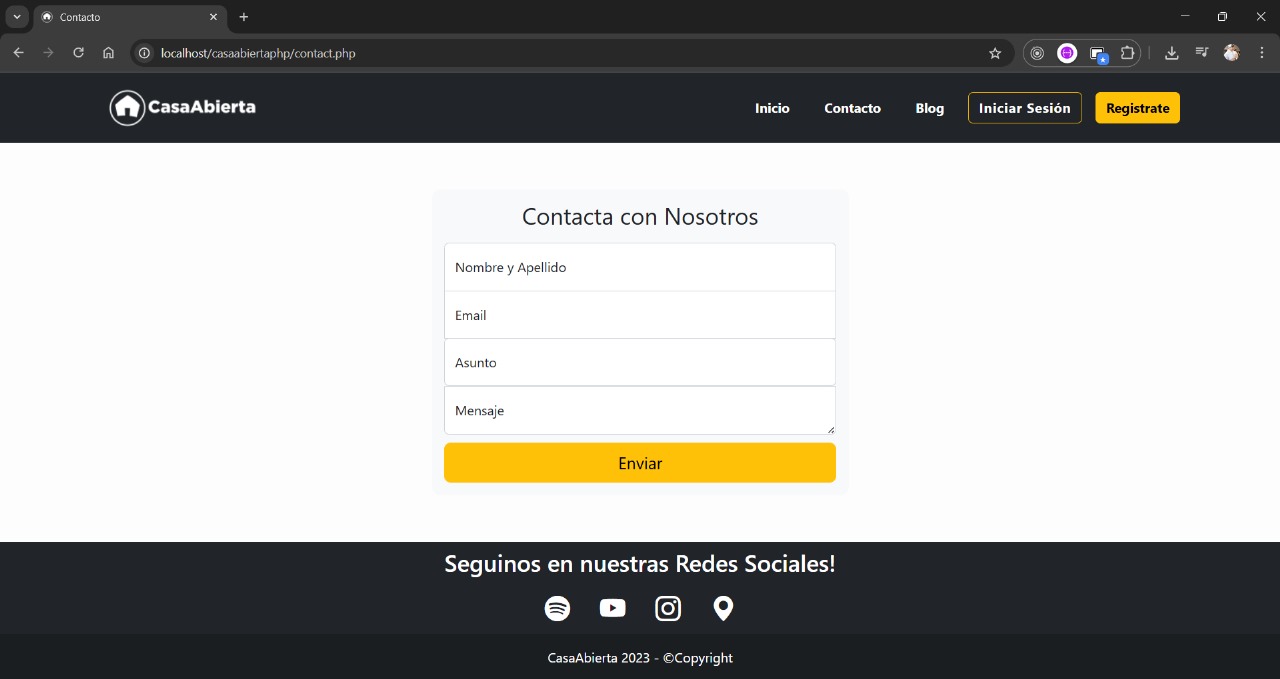 Contacto
localhost/casaabiertaphp/contact.php
CasaAbierta
Inicio
Contacto
Blog
Iniciar Sesión
Registrate
Contacta con Nosotros
Nombre y Apellido
Email
Asunto
Mensaje
Enviar
Seguinos en nuestras Redes Sociales!
CasaAbierta 2023 - ©Copyright